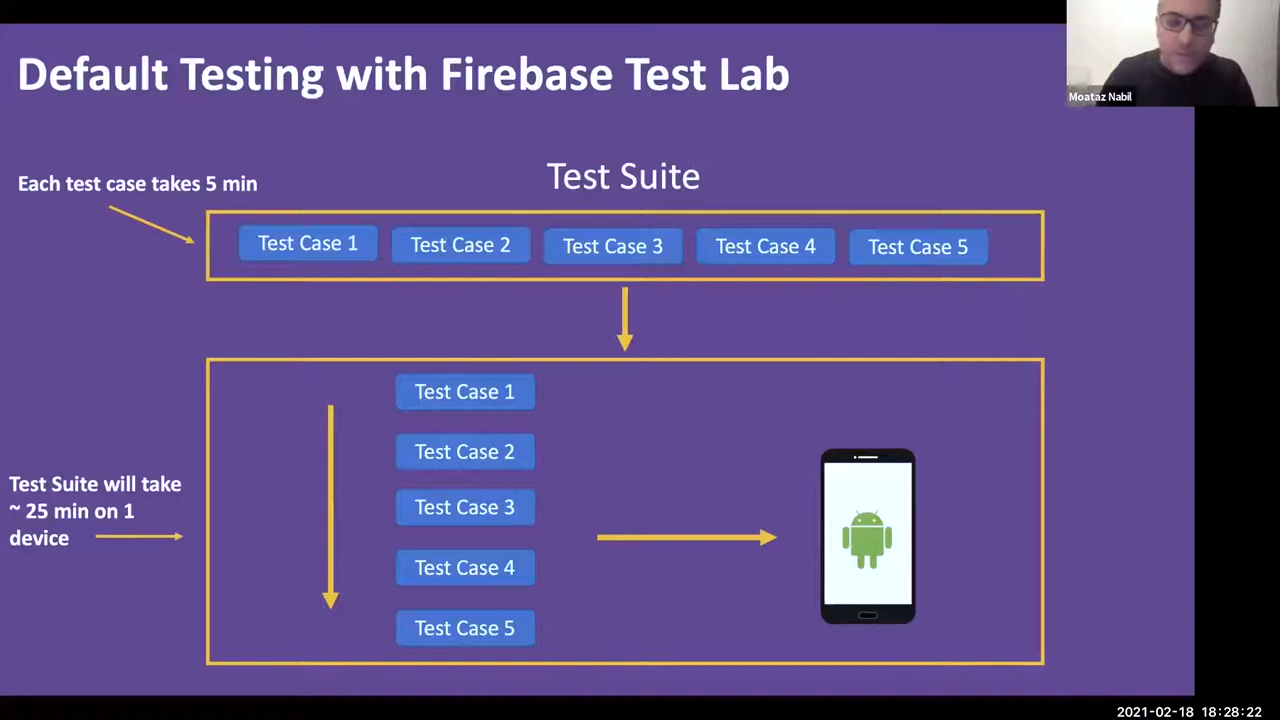 Default Testing with Firebase Test Lab
Moataz Nabil
Each test case takes 5 min
Test Suite
Test Case 1
Test Case 2
Test Case 3
Test Case 4
Test Case 5
Test Case 1
Test Case 2
Test Case 3
Test Case 4
Test Case 5
Test Suite will take
~ 25 min on 1
device
2021-02-18 18:28:22